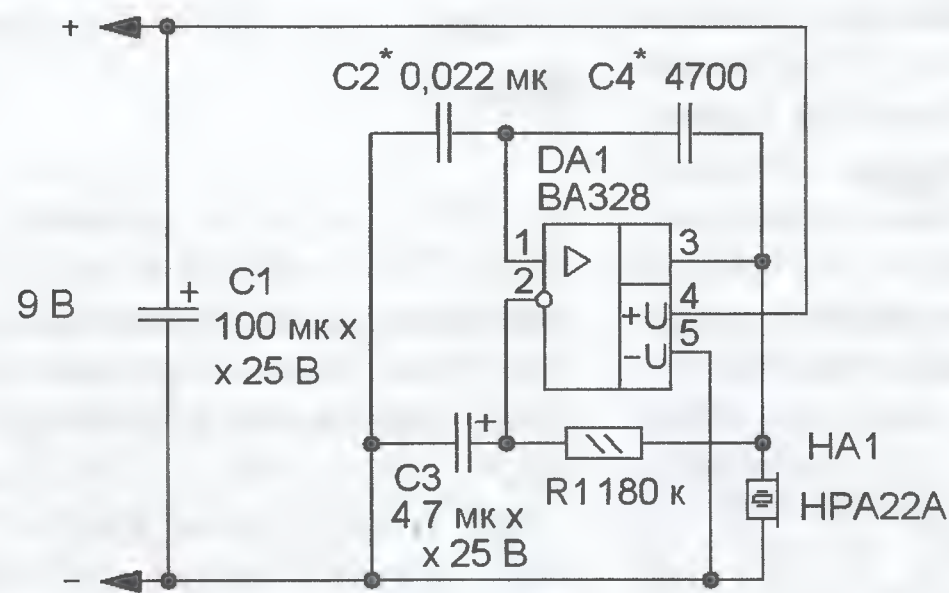 +
C2* 0,022 мк
C4* 4700
DA1
BA328
1
2
3
4
5
+U
−U
9 В
+
C1
100 мк х
х 25 В
+
C3
4,7 мк х
х 25 В
R1 180 к
HA1
HPA22A
−